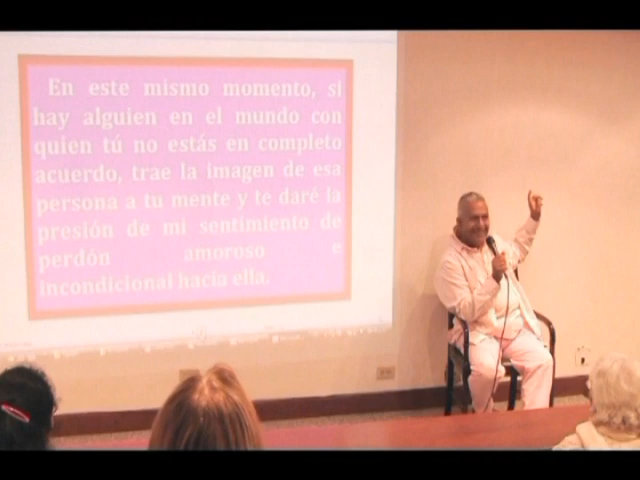 En este mismo momento, si
hay alguien en el mundo con
quien tú no estás en completo
acuerdo, trae la imagen de esa
persona a tu mente y te daré la
presión de mi sentimiento de
perdón amoroso e
incondicional hacia ella.